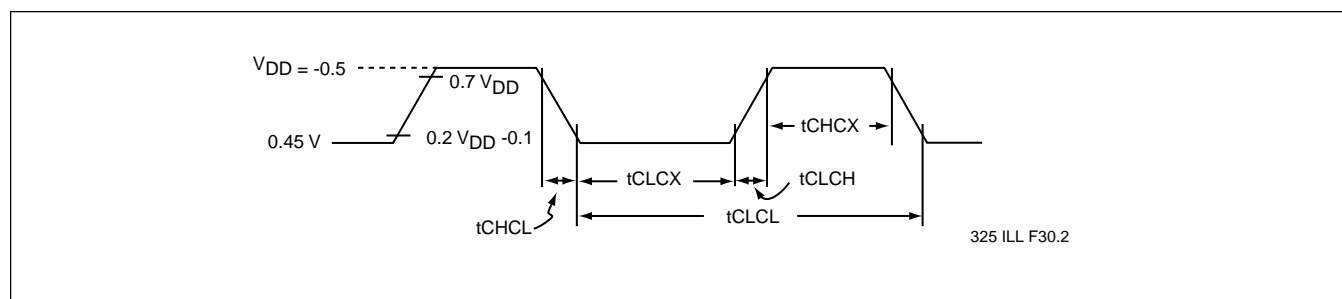 VDD = -0.5
0.7 VDD
0.45 V
0.2 VDD -0.1
tCHCX
tCLCX
tCLCH
tCHCL
tCLCL
325 ILL F30.2